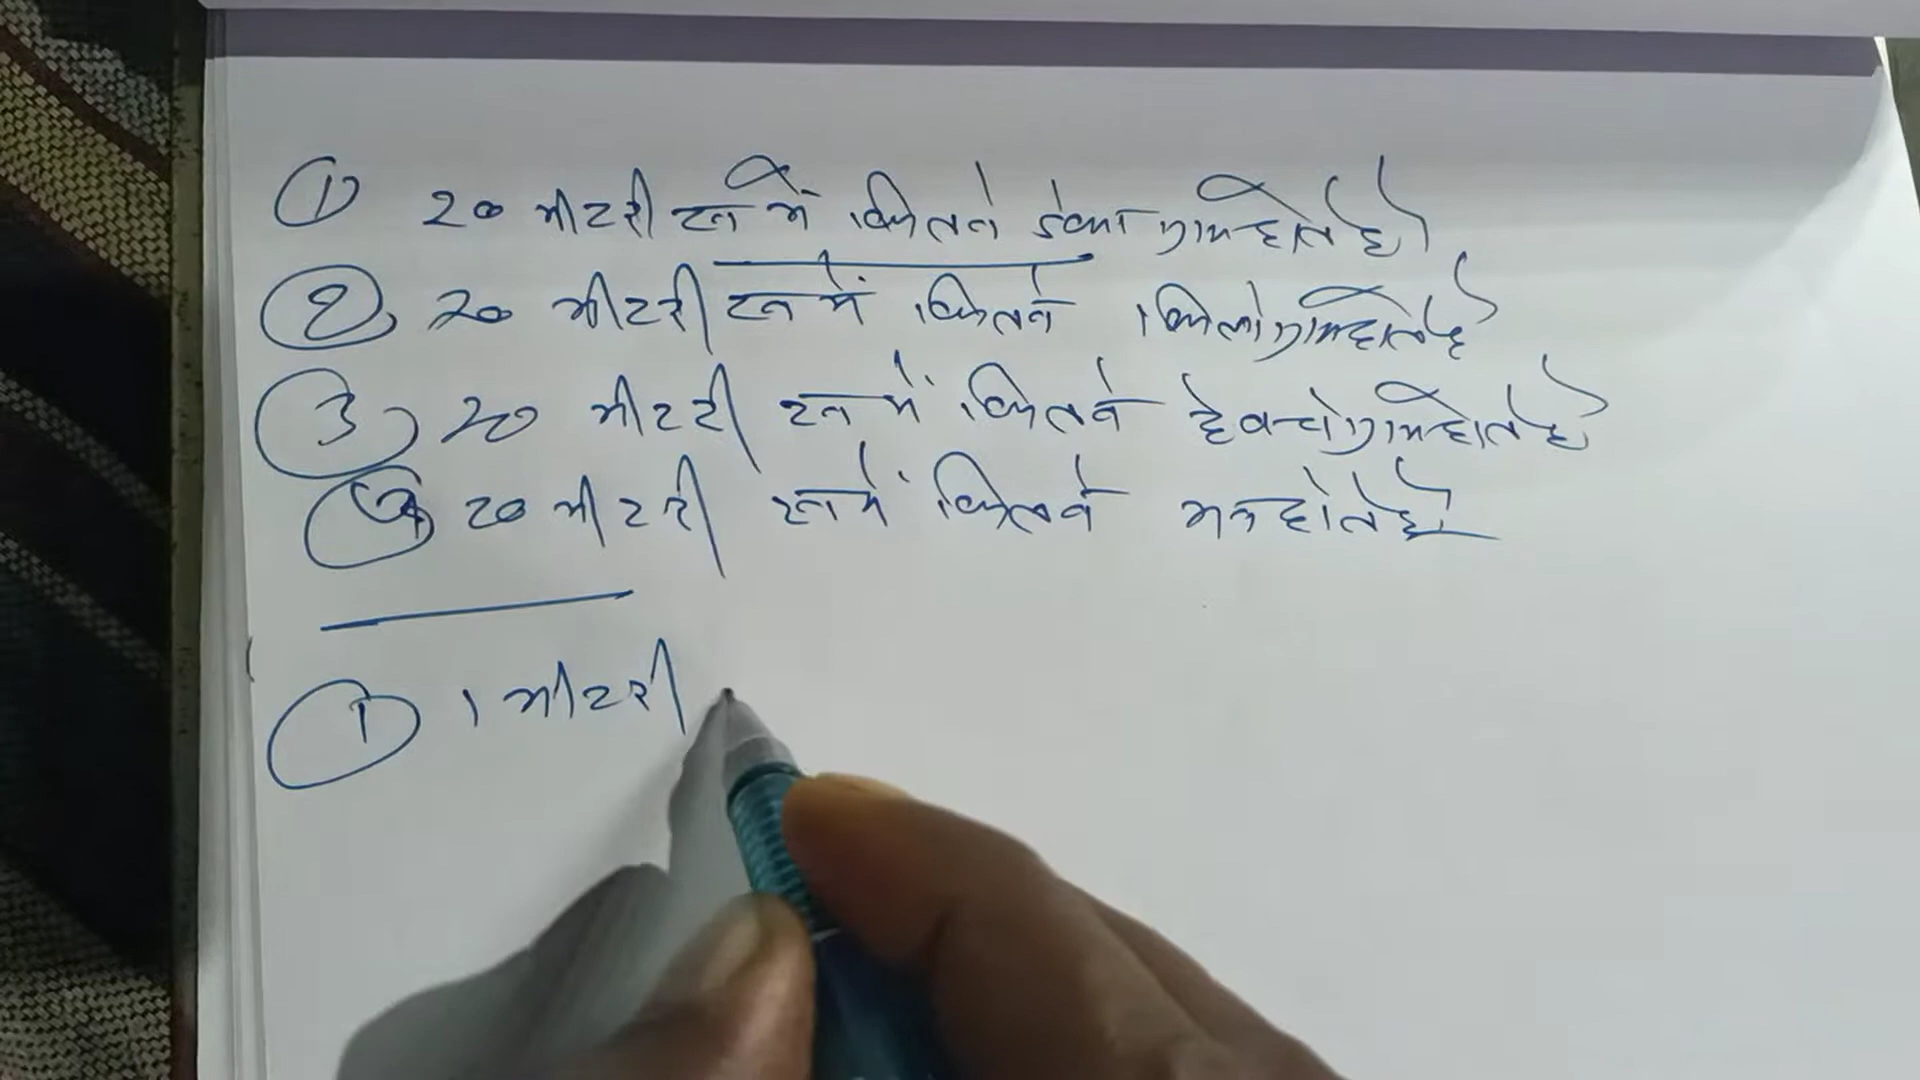 ① 20 मीटरी टन में कितने डेका ग्राम होते है।
② 20 मीटरी टन में कितने किलोग्राम होते है
③ 20 मीटरी टन में कितने हेक्टोग्राम होते है
④ 20 मीटरी टन में कितने मन होते है।
① 1 मीटरी